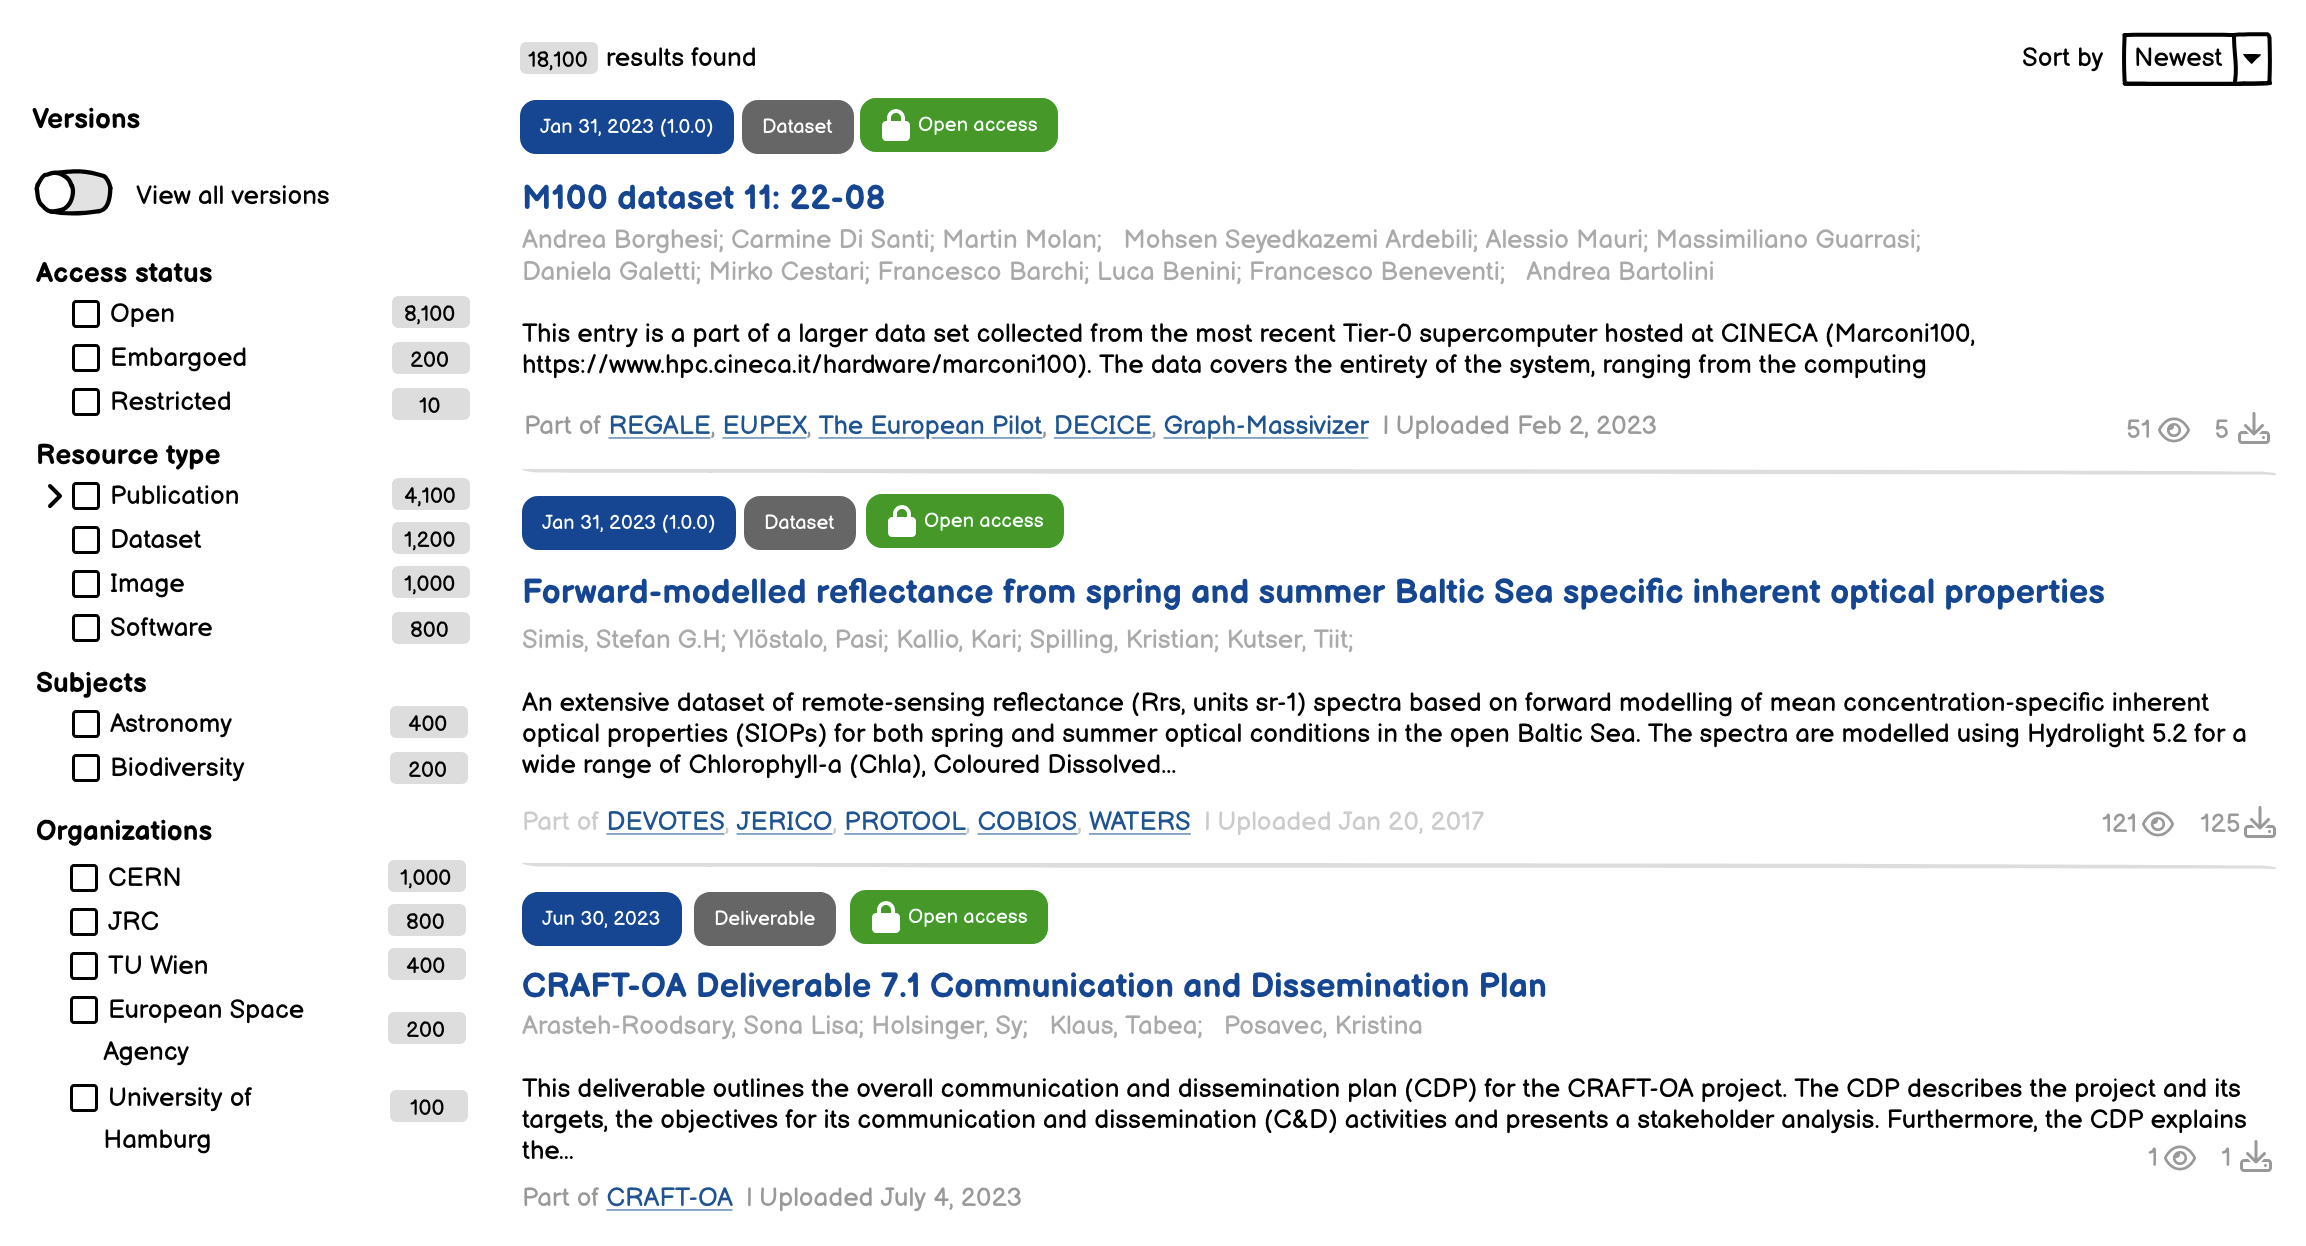 18,100 results found
Sort by Newest
Versions
View all versions
Access status
Open 8,100
Embargoed 200
Restricted 10
Resource type
Publication 4,100
Dataset 1,200
Image 1,000
Software 800
Subjects
Astronomy 400
Biodiversity 200
Organizations
CERN 1,000
JRC 800
TU Wien 400
European Space
Agency 200
University of
Hamburg 100
Jan 31, 2023 (1.0.0) Dataset Open access
M100 dataset 11: 22-08
Andrea Borghesi; Carmine Di Santi; Martin Molan; Mohsen Seyedkazemi Ardebili; Alessio Mauri; Massimiliano Guarrasi;
Daniela Galetti; Mirko Cestari; Francesco Barchi; Luca Benini; Francesco Beneventi; Andrea Bartolini
This entry is a part of a larger data set collected from the most recent Tier-0 supercomputer hosted at CINECA (Marconi100,
https://www.hpc.cineca.it/hardware/marconi100). The data covers the entirety of the system, ranging from the computing
Part of REGALE, EUPEX, The European Pilot, DECICE, Graph-Massivizer | Uploaded Feb 2, 2023 51 5
Jan 31, 2023 (1.0.0) Dataset Open access
Forward-modelled reflectance from spring and summer Baltic Sea specific inherent optical properties
Simis, Stefan G.H; Ylöstalo, Pasi; Kallio, Kari; Spilling, Kristian; Kutser, Tiit;
An extensive dataset of remote-sensing reflectance (Rrs, units sr-1) spectra based on forward modelling of mean concentration-specific inherent
optical properties (SIOPs) for both spring and summer optical conditions in the open Baltic Sea. The spectra are modelled using Hydrolight 5.2 for a
wide range of Chlorophyll-a (Chla), Coloured Dissolved...
Part of DEVOTES, JERICO, PROTOOL, COBIOS, WATERS | Uploaded Jan 20, 2017 121 125
Jun 30, 2023 Deliverable Open access
CRAFT-OA Deliverable 7.1 Communication and Dissemination Plan
Arasteh-Roodsary, Sona Lisa; Holsinger, Sy; Klaus, Tabea; Posavec, Kristina
This deliverable outlines the overall communication and dissemination plan (CDP) for the CRAFT-OA project. The CDP describes the project and its
targets, the objectives for its communication and dissemination (C&D) activities and presents a stakeholder analysis. Furthermore, the CDP explains
the...
1 1
Part of CRAFT-OA | Uploaded July 4, 2023